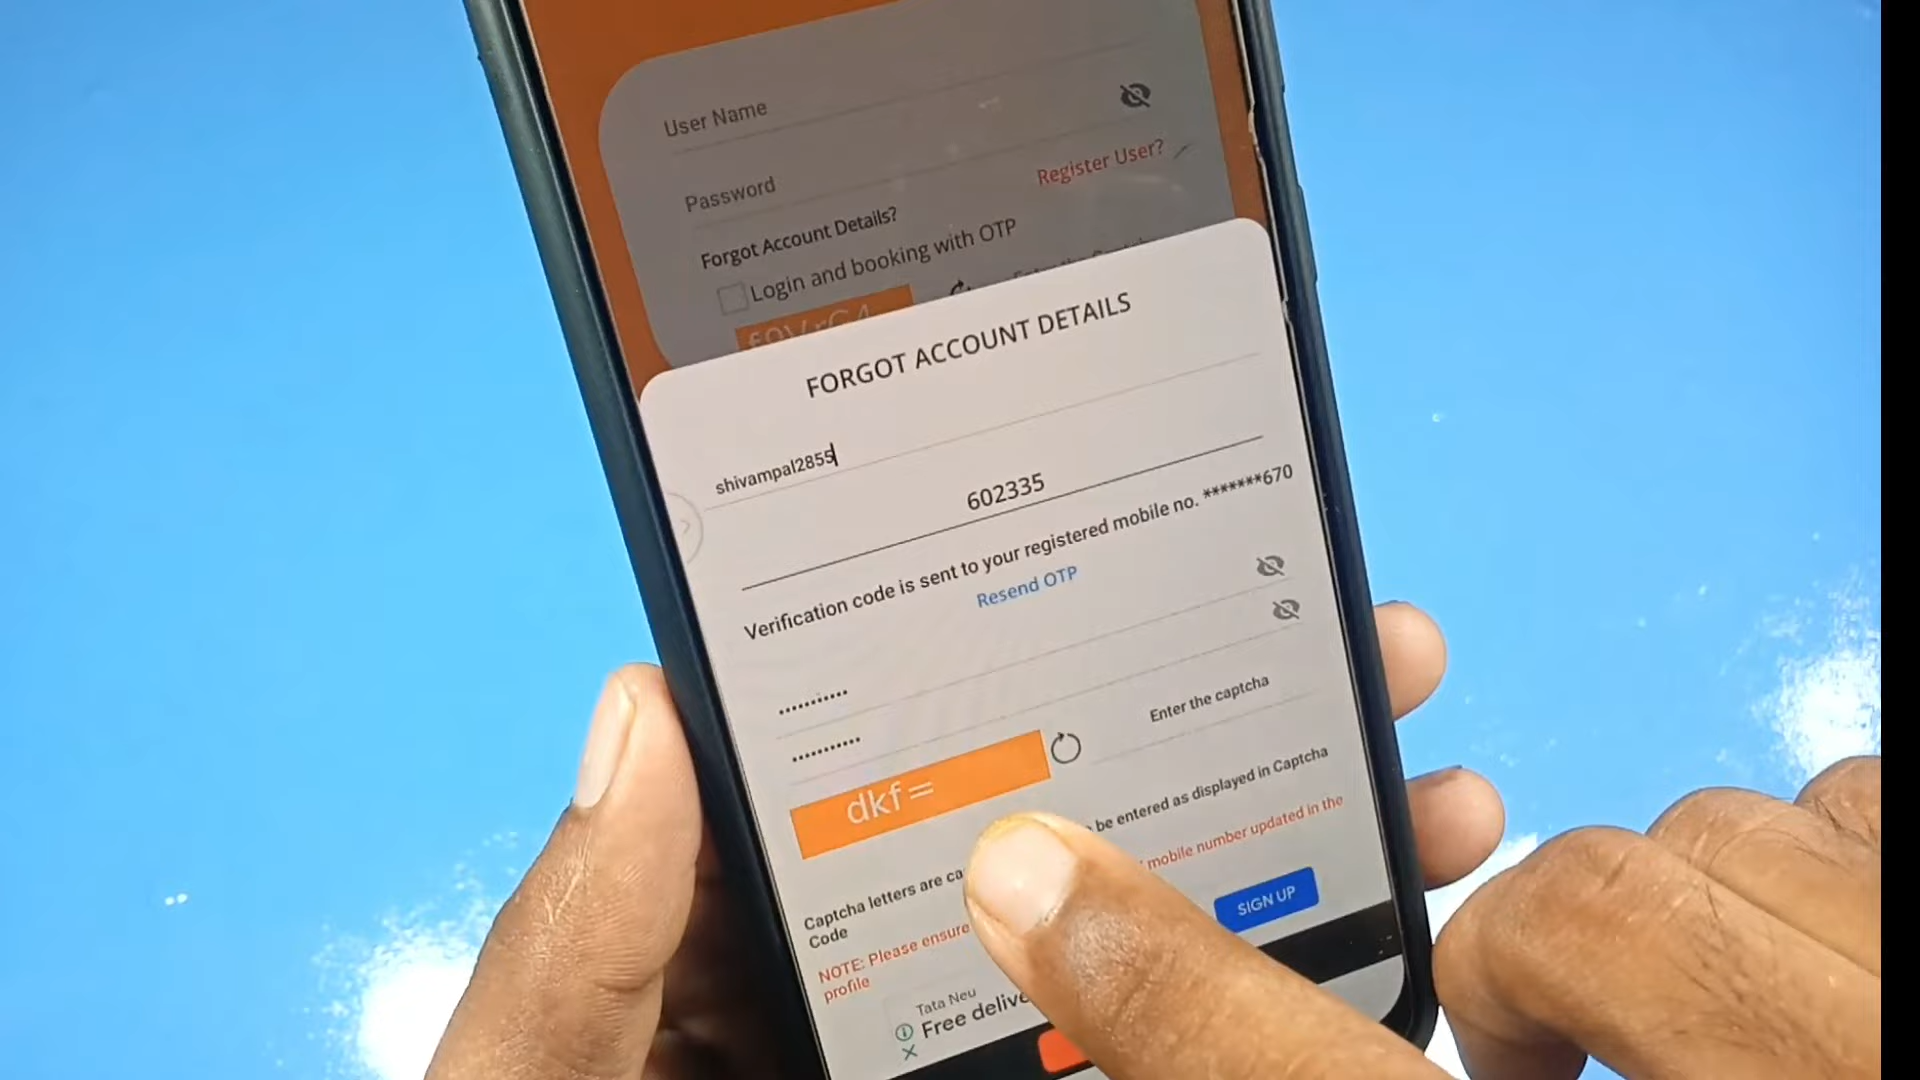 User Name
Password
Register User?
Forgot Account Details?
Login and booking with OTP
FORGOT ACCOUNT DETAILS
shivampal2855
602335
Verification code is sent to your registered mobile no. *******670
Resend OTP
...........
...........
dkf=
Enter the captcha
Captcha letters are ca be entered as displayed in Captcha
Code
NOTE: Please ensure mobile number updated in the
profile
SIGN UP
Tata Neu
Free delive